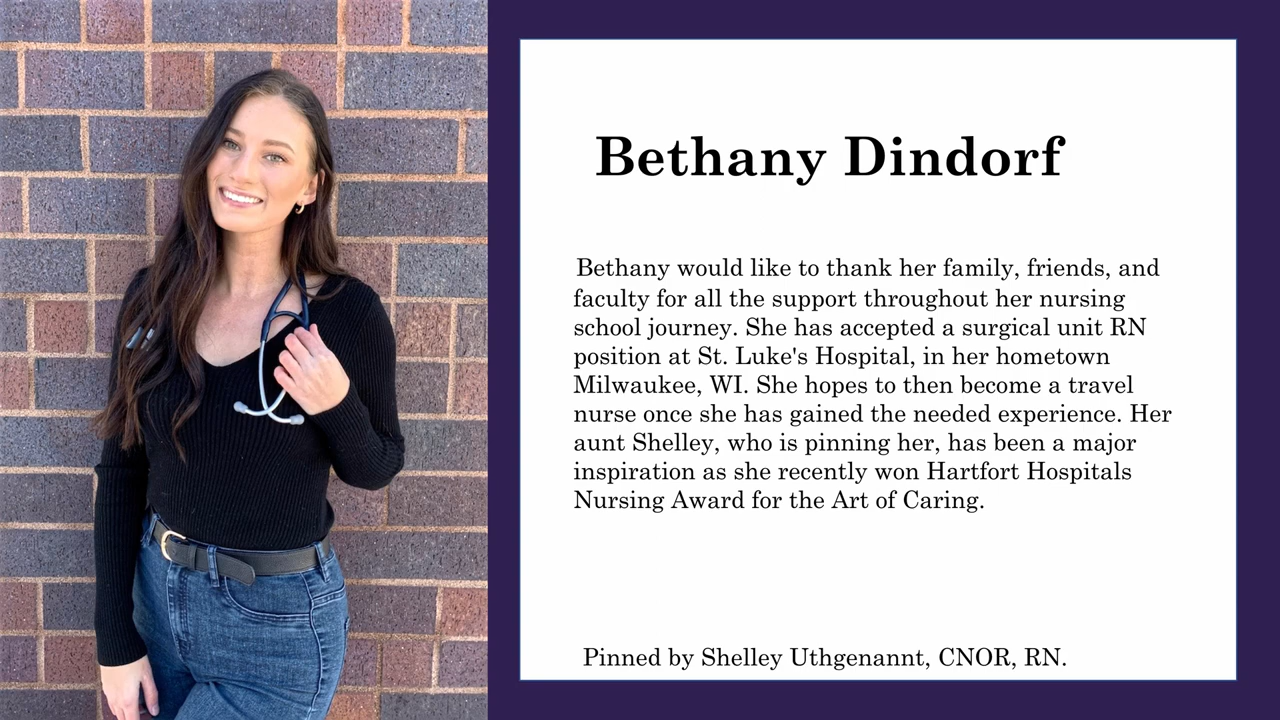 Bethany Dindorf
Bethany would like to thank her family, friends, and
faculty for all the support throughout her nursing
school journey. She has accepted a surgical unit RN
position at St. Luke's Hospital, in her hometown
Milwaukee, WI. She hopes to then become a travel
nurse once she has gained the needed experience. Her
aunt Shelley, who is pinning her, has been a major
inspiration as she recently won Hartfort Hospitals
Nursing Award for the Art of Caring.
Pinned by Shelley Uthgenannt, CNOR, RN.